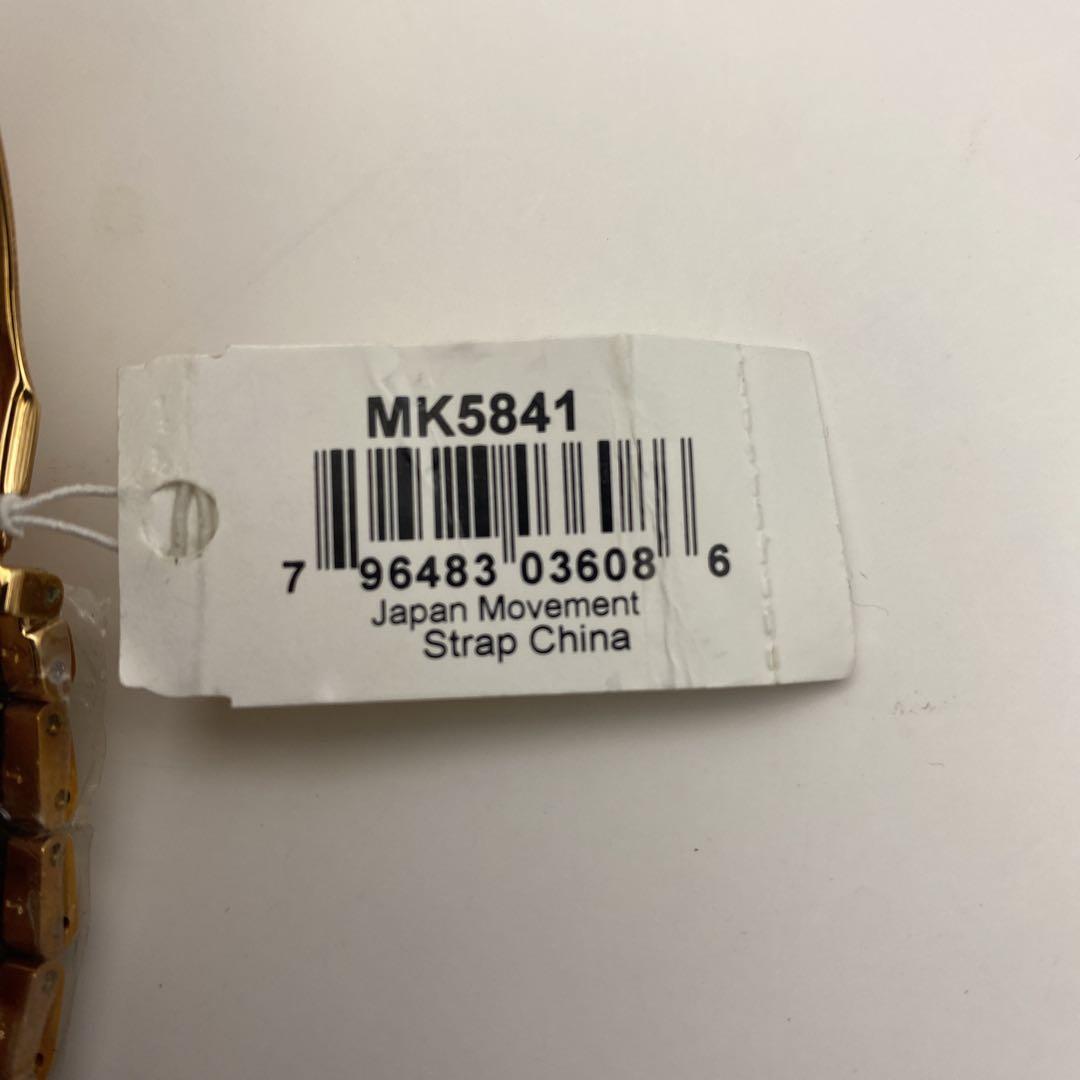 MK5841
7 96483 03608 6
Japan Movement
Strap China